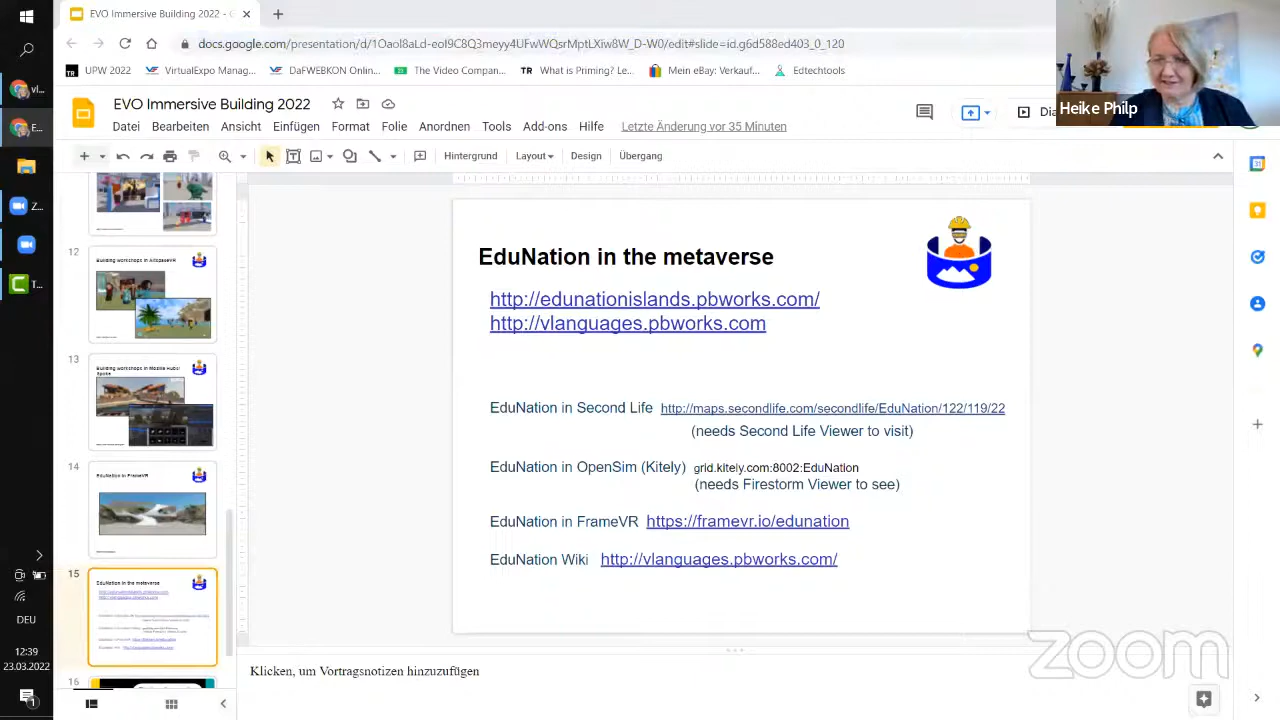 EVO Immersive Building 2022 - G
docs.google.com/presentation/d/1Oaol8aLd-eol9C8Q3meyy4UFwWQsrMptLXiw8W_D-W0/edit#slide=id.g6d588ed403_0_120
UPW 2022 VirtualExpo Manag... DaFWEBKON Onlin... The Video Compan... What is Priming? Le... Mein eBay: Verkauf... Edtechtools
Heike Philp
EVO Immersive Building 2022
Datei Bearbeiten Ansicht Einfügen Format Folie Anordnen Tools Add-ons Hilfe Letzte Änderung vor 35 Minuten
Hintergrund Layout Design Übergang
12
Building workshops in AltspaceVR
13
Building workshops in Mozilla Hubs/
Spoke
14
EduNation in FrameVR
15
EduNation in the metaverse
16
EduNation in the metaverse
http://edunationislands.pbworks.com/
http://vlanguages.pbworks.com
EduNation in Second Life http://maps.secondlife.com/secondlife/EduNation/122/119/22
(needs Second Life Viewer to visit)
EduNation in OpenSim (Kitely) grid.kitely.com:8002:EduNation
(needs Firestorm Viewer to see)
EduNation in FrameVR https://framevr.io/edunation
EduNation Wiki http://vlanguages.pbworks.com/
Klicken, um Vortragsnotizen hinzuzufügen
zoom
vl...
E...
Z...
T...
DEU
12:39
23.03.2022
1